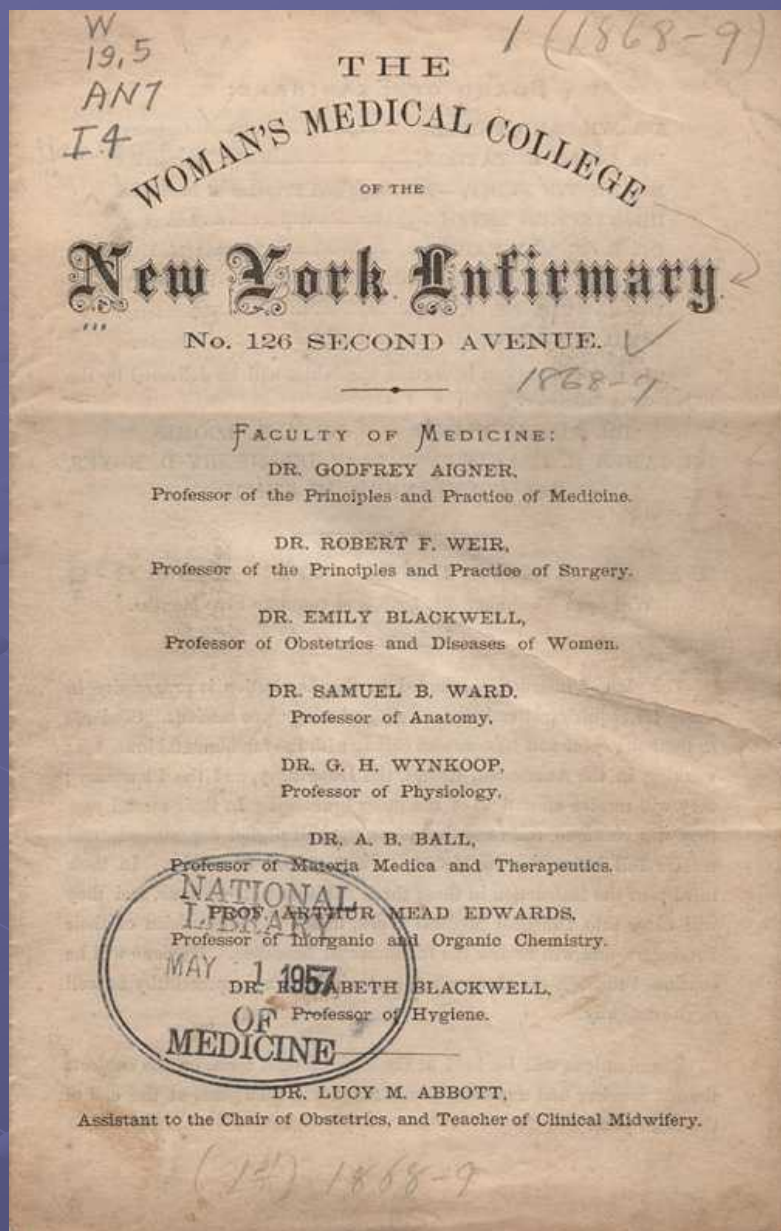 W
19,5
AN7
I4
1 (1868-9)
THE
WOMAN'S MEDICAL COLLEGE
OF THE
New York Infirmary.
No. 126 SECOND AVENUE.
1868-9
FACULTY OF MEDICINE:
DR. GODFREY AIGNER,
Professor of the Principles and Practice of Medicine.
DR. ROBERT F. WEIR,
Professor of the Principles and Practice of Surgery.
DR. EMILY BLACKWELL,
Professor of Obstetrics and Diseases of Women.
DR. SAMUEL B. WARD.
Professor of Anatomy.
DR. G. H. WYNKOOP,
Professor of Physiology.
DR. A. B. BALL,
Professor of Materia Medica and Therapeutics.
PROF. ARTHUR MEAD EDWARDS,
Professor of Inorganic and Organic Chemistry.
DR. ELIZABETH BLACKWELL,
Professor of Hygiene.
NATIONAL
LIBRARY
MAY 1 1957
OF
MEDICINE
DR. LUCY M. ABBOTT,
Assistant to the Chair of Obstetrics, and Teacher of Clinical Midwifery.
1868-9